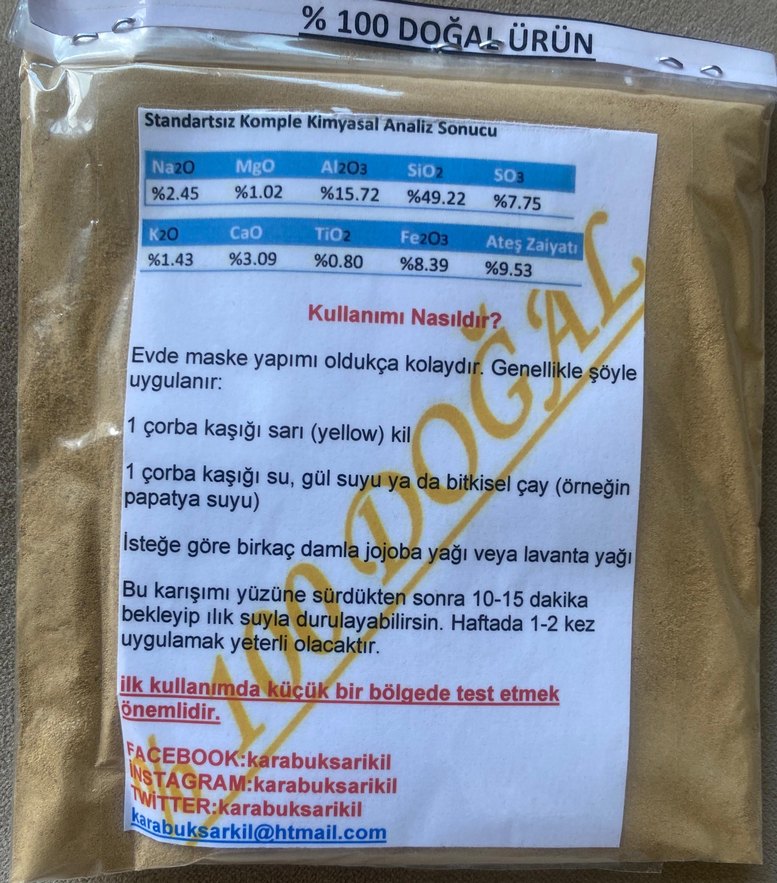 % 100 DOĞAL ÜRÜN
Standartsız Komple Kimyasal Analiz Sonucu
Na2O MgO Al2O3 SiO2 SO3
%2.45 %1.02 %15.72 %49.22 %7.75
K2O CaO TiO2 Fe2O3 Ateş Zaiyatı
%1.43 %3.09 %0.80 %8.39 %9.53
Kullanımı Nasıldır?
Evde maske yapımı oldukça kolaydır. Genellikle şöyle
uygulanır:
1 çorba kaşığı sarı (yellow) kil
1 çorba kaşığı su, gül suyu ya da bitkisel çay (örneğin
papatya suyu)
İsteğe göre birkaç damla jojoba yağı veya lavanta yağı
Bu karışımı yüzüne sürdükten sonra 10-15 dakika
bekleyip ılık suyla durulayabilirsin. Haftada 1-2 kez
uygulamak yeterli olacaktır.
ilk kullanımda küçük bir bölgede test etmek
önemlidir.
FACEBOOK:karabuksarikil
İNSTAGRAM:karabuksarikil
TWİTTER:karabuksarikil
karabuksarkil@htmail.com
% 100 DOĞAL